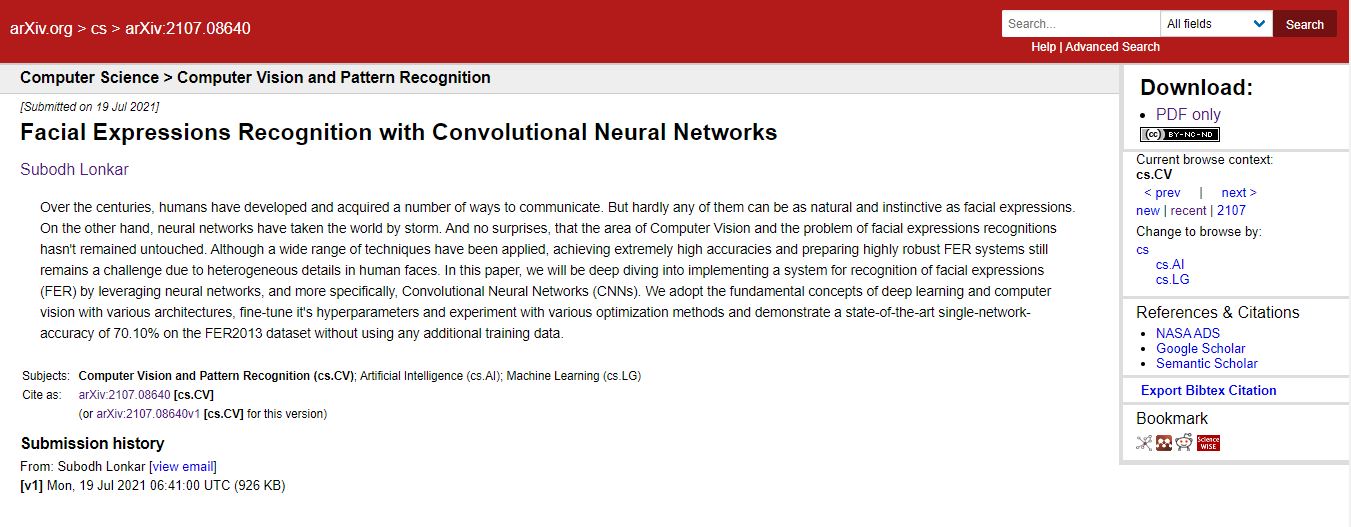 arXiv.org > cs > arXiv:2107.08640
Search...
All fields
Search
Help | Advanced Search
Computer Science > Computer Vision and Pattern Recognition
[Submitted on 19 Jul 2021]
Facial Expressions Recognition with Convolutional Neural Networks
Subodh Lonkar
Over the centuries, humans have developed and acquired a number of ways to communicate. But hardly any of them can be as natural and instinctive as facial expressions.
On the other hand, neural networks have taken the world by storm. And no surprises, that the area of Computer Vision and the problem of facial expressions recognitions
hasn't remained untouched. Although a wide range of techniques have been applied, achieving extremely high accuracies and preparing highly robust FER systems still
remains a challenge due to heterogeneous details in human faces. In this paper, we will be deep diving into implementing a system for recognition of facial expressions
(FER) by leveraging neural networks, and more specifically, Convolutional Neural Networks (CNNs). We adopt the fundamental concepts of deep learning and computer
vision with various architectures, fine-tune it's hyperparameters and experiment with various optimization methods and demonstrate a state-of-the-art single-network-
accuracy of 70.10% on the FER2013 dataset without using any additional training data.
Subjects: Computer Vision and Pattern Recognition (cs.CV); Artificial Intelligence (cs.AI); Machine Learning (cs.LG)
Cite as: arXiv:2107.08640 [cs.CV]
(or arXiv:2107.08640v1 [cs.CV] for this version)
Submission history
From: Subodh Lonkar [view email]
[v1] Mon, 19 Jul 2021 06:41:00 UTC (926 KB)
Download:
• PDF only
(cc) BY-NC-ND
Current browse context:
cs.CV
< prev | next >
new | recent | 2107
Change to browse by:
cs
cs.AI
cs.LG
References & Citations
• NASA ADS
• Google Scholar
• Semantic Scholar
Export Bibtex Citation
Bookmark
Science
WISE